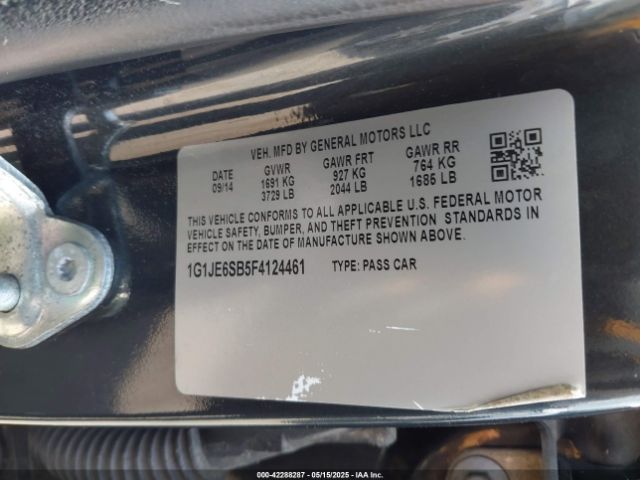 VEH. MFD BY GENERAL MOTORS LLC
DATE GVWR GAWR FRT GAWR RR
09/14 1691 KG 927 KG 764 KG
3729 LB 2044 LB 1685 LB
THIS VEHICLE CONFORMS TO ALL APPLICABLE U.S. FEDERAL MOTOR
VEHICLE SAFETY, BUMPER, AND THEFT PREVENTION STANDARDS IN
EFFECT ON THE DATE OF MANUFACTURE SHOWN ABOVE.
1G1JE6SB5F4124461 TYPE: PASS CAR
000-42288287 - 05/15/2025 - IAA Inc.